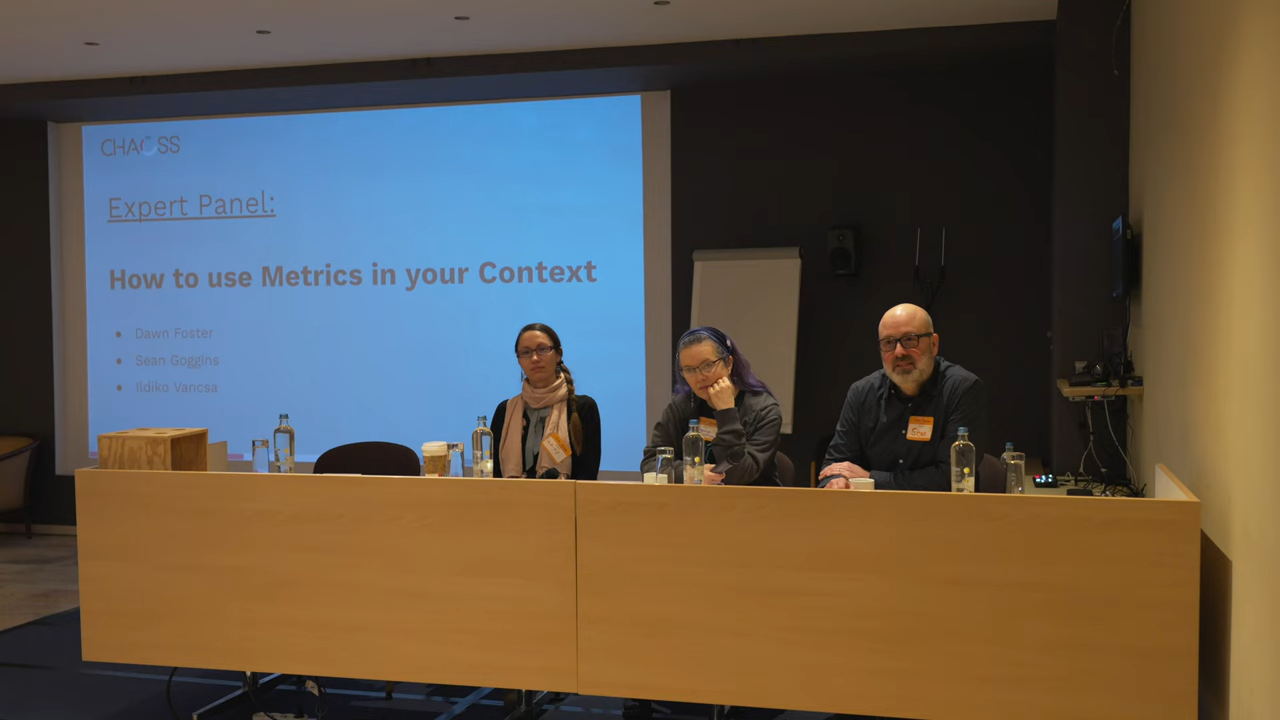 CHAOSS
Expert Panel:
How to use Metrics in your Context
Dawn Foster
Sean Goggins
Ildiko Vancsa